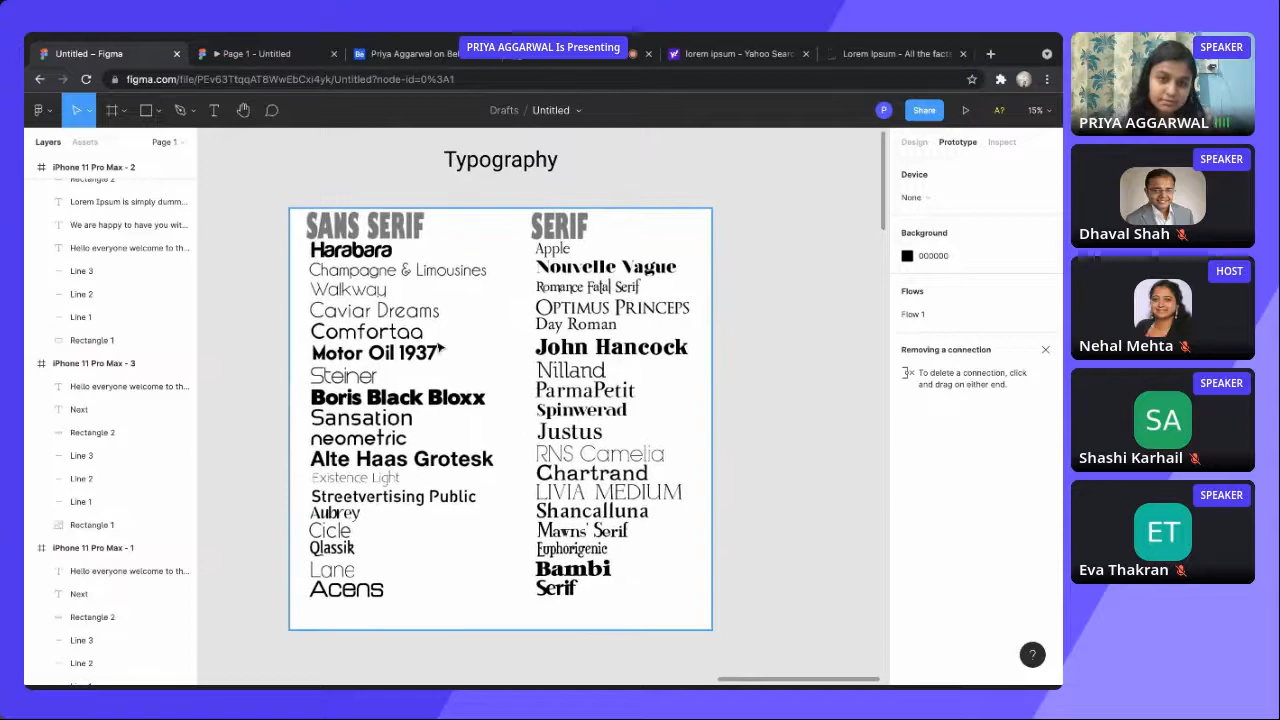 PRIYA AGGARWAL Is Presenting
Untitled – Figma
Page 1 - Untitled
Priya Aggarwal on Be
lorem ipsum - Yahoo Sear
Lorem Ipsum - All the facts
figma.com/file/PEv63TtqqAT8WwEbCxi4yk/Untitled?node-id=0%3A1
Drafts / Untitled
P
Share
A?
15%
Layers
Assets
Page 1
iPhone 11 Pro Max - 2
Rectangle 2
Lorem Ipsum is simply dumm...
We are happy to have you wit...
Hello everyone welcome to th...
Line 3
Line 2
Line 1
Rectangle 1
iPhone 11 Pro Max - 3
Hello everyone welcome to th...
Next
Rectangle 2
Line 3
Line 2
Line 1
Rectangle 1
iPhone 11 Pro Max - 1
Hello everyone welcome to th...
Next
Rectangle 2
Line 3
Line 2
Typography
SANS SERIF
Harabara
Champagne & Limousines
Walkway
Caviar Dreams
Comfortaa
Motor Oil 1937
Steiner
Boris Black Bloxx
Sansation
neometric
Alte Haas Grotesk
Existence Light
Streetvertising Public
Aubrey
Cicle
Qlassik
Lane
Acens
SERIF
Apple
Nouvelle Vague
Romance Fatal Serif
OPTIMUS PRINCEPS
Day Roman
John Hancock
Nilland
ParmaPetit
Spinwerad
Justus
RNS Camelia
Chartrand
LIVIA MEDIUM
Shancalluna
Mawns' Serif
Euphorigenic
Bambi
Serif
Design
Prototype
Inspect
Device
None
Background
000000
Flows
Flow 1
Removing a connection
To delete a connection, click
and drag on either end.
?
SPEAKER
PRIYA AGGARWAL
SPEAKER
Dhaval Shah
HOST
Nehal Mehta
SPEAKER
SA
Shashi Karhail
SPEAKER
ET
Eva Thakran